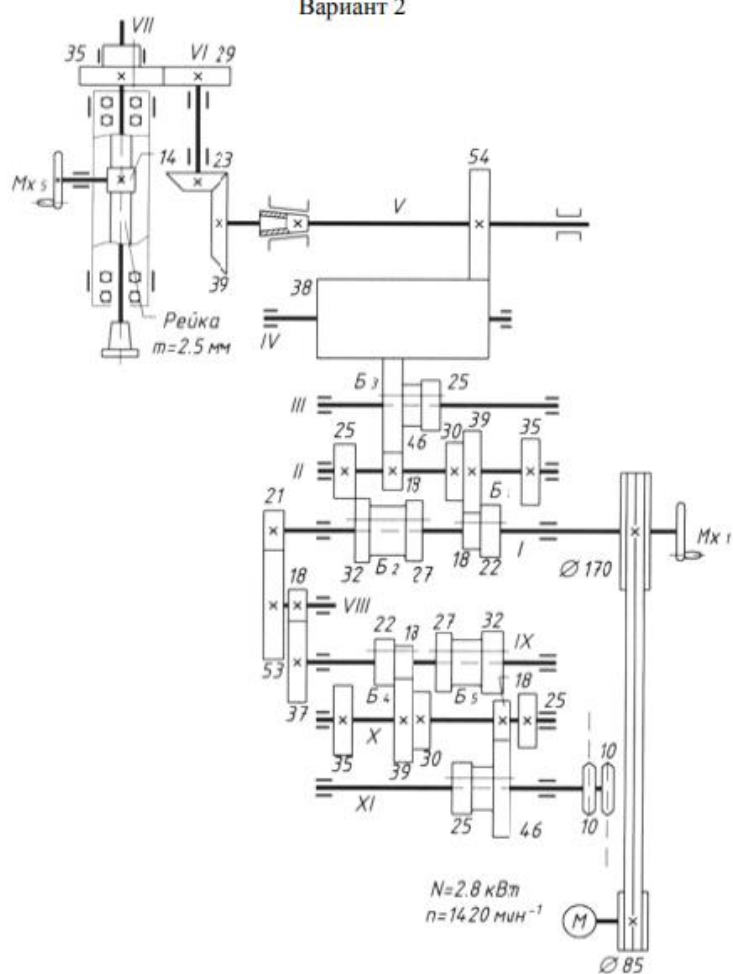 Вариант 2
VII
35
VI
29
14
23
54
Мх 5
V
39
38
Рейка
m=2.5 мм
IV
Б 3
25
III
46
39
25
30
35
II
18
Б 1
21
I
Мх 1
32
Б 2
27
18
22
Ø 170
18
VIII
22
18
27
32
IX
53
Б 4
Б 5
18
25
37
X
35
39
30
10
XI
25
46
10
N=2.8 кВт
n=1420 мин⁻¹
М
Ø 85